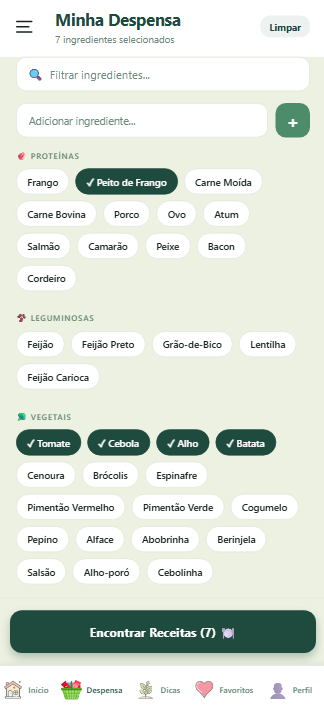 Minha Despensa
7 ingredientes selecionados
Limpar
Filtrar ingredientes...
Adicionar ingrediente...
+
PROTEÍNAS
Frango ✓ Peito de Frango Carne Moída
Carne Bovina Porco Ovo Atum
Salmão Camarão Peixe Bacon
Cordeiro
LEGUMINOSAS
Feijão Feijão Preto Grão-de-Bico Lentilha
Feijão Carioca
VEGETAIS
✓ Tomate ✓ Cebola ✓ Alho ✓ Batata
Cenoura Brócolis Espinafre
Pimentão Vermelho Pimentão Verde Cogumelo
Pepino Alface Abobrinha Berinjela
Salsão Alho-poró Cebolinha
Encontrar Receitas (7)
Início Despensa Dicas Favoritos Perfil